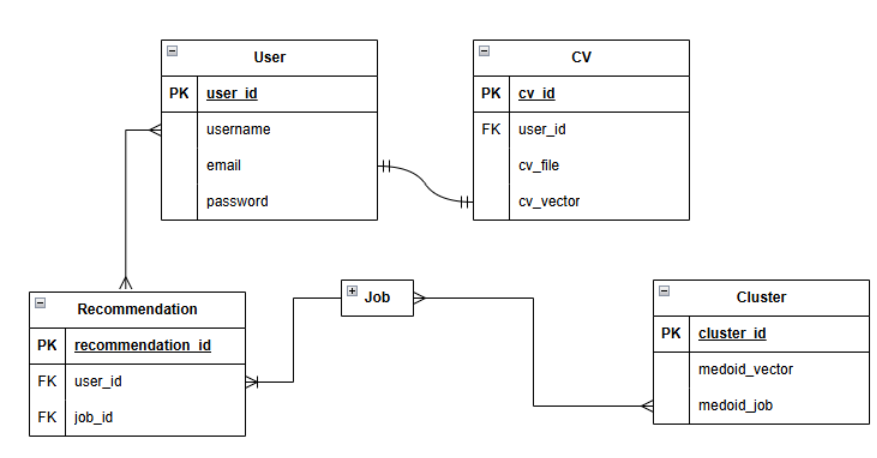 User
PK user_id
username
email
password
CV
PK cv_id
FK user_id
cv_file
cv_vector
Recommendation
PK recommendation_id
FK user_id
FK job_id
Job
Cluster
PK cluster_id
medoid_vector
medoid_job